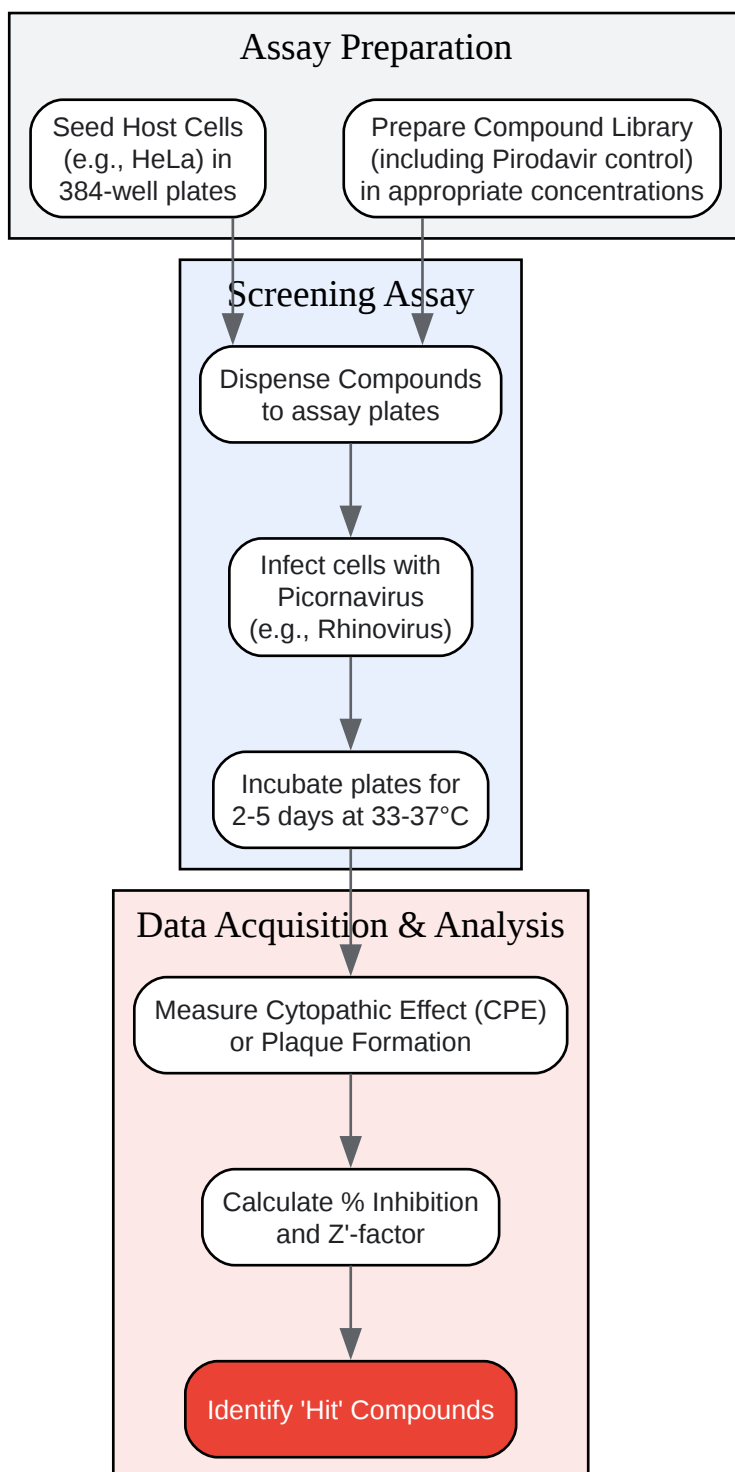 Assay Preparation
Seed Host Cells
(e.g., HeLa) in
384-well plates
Prepare Compound Library
(including Pirodavir control)
in appropriate concentrations
Screening Assay
Dispense Compounds
to assay plates
Infect cells with
Picornavirus
(e.g., Rhinovirus)
Incubate plates for
2-5 days at 33-37°C
Data Acquisition & Analysis
Measure Cytopathic Effect (CPE)
or Plaque Formation
Calculate % Inhibition
and Z'-factor
Identify 'Hit' Compounds